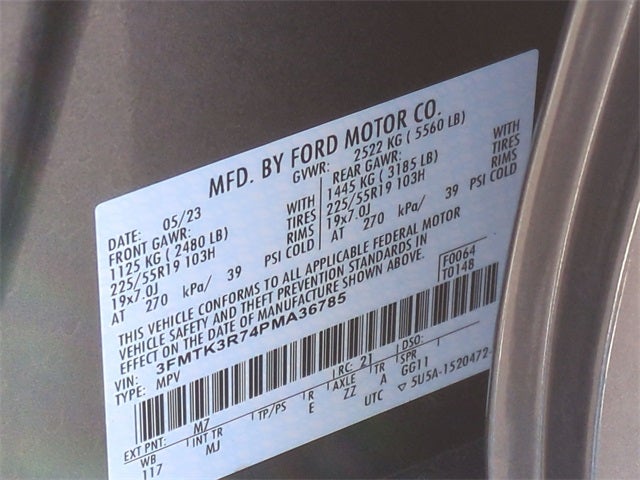 MFD. BY FORD MOTOR CO.
DATE: 05/23 GVWR: 2522 KG ( 5560 LB)
FRONT GAWR: REAR GAWR:
1125 KG ( 2480 LB) WITH 1445 KG ( 3185 LB) WITH
225/55R19 103H TIRES 225/55R19 103H TIRES
19x7.0J RIMS 19x7.0J RIMS
AT 270 kPa/ 39 PSI COLD AT 270 kPa/ 39 PSI COLD
THIS VEHICLE CONFORMS TO ALL APPLICABLE FEDERAL MOTOR
VEHICLE SAFETY AND THEFT PREVENTION STANDARDS IN
EFFECT ON THE DATE OF MANUFACTURE SHOWN ABOVE.
F0064
T0148
VIN: 3FMTK3R74PMA36785
TYPE: MPV
EXT PNT: M7 RC: 21 DSO:
WB INT TR TP/PS R AXLE TR SPR
117 MJ E ZZ A GG11
UTC 5U5A-1520472-